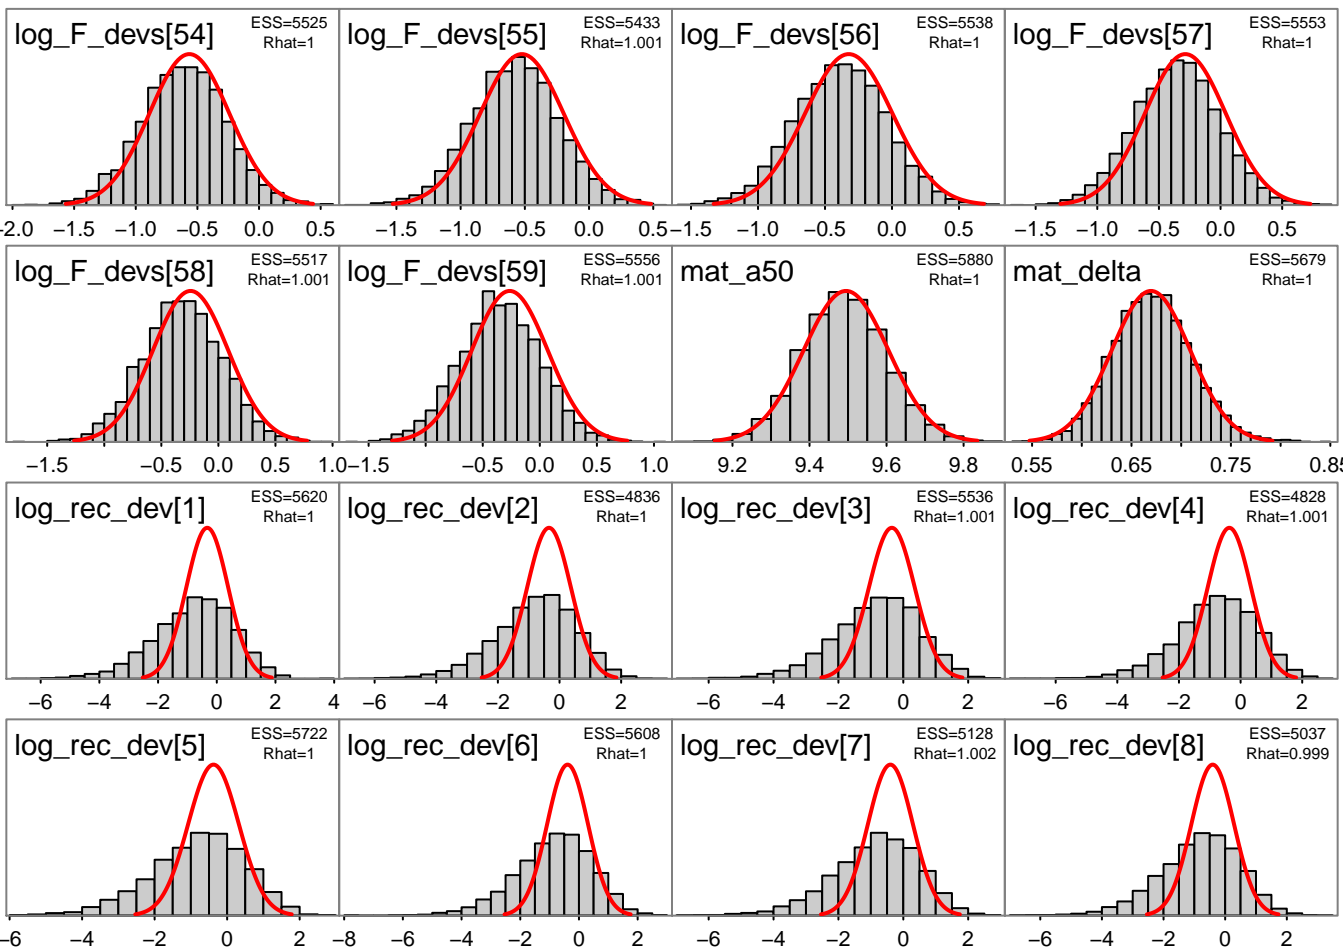 log_F_devs[54] ESS=5525
Rhat=1
log_F_devs[55] ESS=5433
Rhat=1.001
log_F_devs[56] ESS=5538
Rhat=1
log_F_devs[57] ESS=5553
Rhat=1
−2.0 −1.5 −1.0 −0.5 0.0 0.5
−1.5 −1.0 −0.5 0.0 0.5
−1.5 −1.0 −0.5 0.0 0.5
−1.5 −1.0 −0.5 0.0 0.5
log_F_devs[58] ESS=5517
Rhat=1.001
log_F_devs[59] ESS=5556
Rhat=1.001
mat_a50 ESS=5880
Rhat=1
mat_delta ESS=5679
Rhat=1
−1.5 −0.5 0.0 0.5 1.0
−1.5 −0.5 0.0 0.5 1.0
9.2 9.4 9.6 9.8
0.55 0.65 0.75 0.85
log_rec_dev[1] ESS=5620
Rhat=1
log_rec_dev[2] ESS=4836
Rhat=1
log_rec_dev[3] ESS=5536
Rhat=1.001
log_rec_dev[4] ESS=4828
Rhat=1.001
−6 −4 −2 0 2 4
−6 −4 −2 0 2
−6 −4 −2 0 2
−6 −4 −2 0 2
log_rec_dev[5] ESS=5722
Rhat=1
log_rec_dev[6] ESS=5608
Rhat=1
log_rec_dev[7] ESS=5128
Rhat=1.002
log_rec_dev[8] ESS=5037
Rhat=0.999
−6 −4 −2 0 2
−8 −6 −4 −2 0 2
−6 −4 −2 0 2
−6 −4 −2 0 2